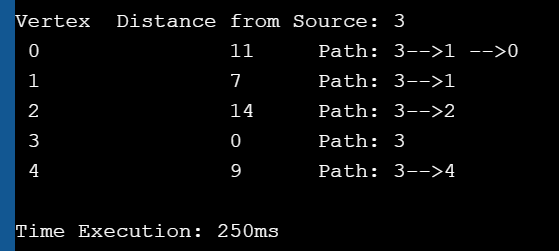 Vertex  Distance from Source: 3
 0                11     Path: 3-->1 -->0
 1                7      Path: 3-->1
 2                14     Path: 3-->2
 3                0      Path: 3
 4                9      Path: 3-->4
Time Execution: 250ms